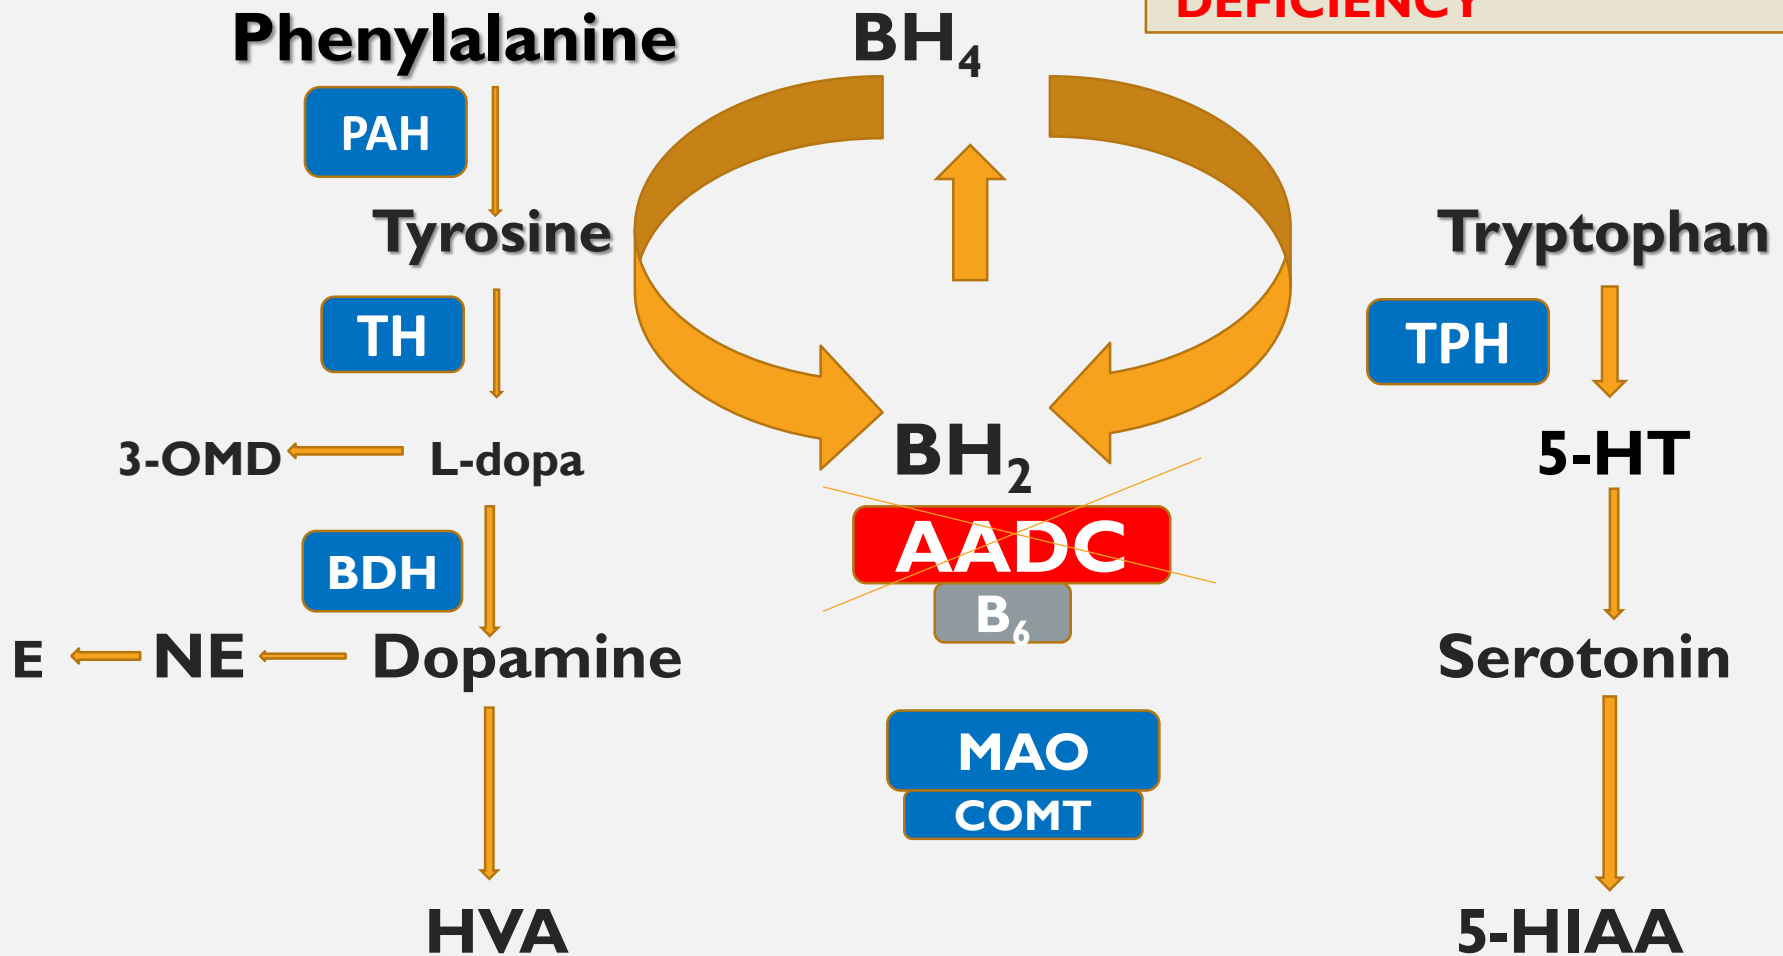 DEFICIENCY
Phenylalanine
BH₄
PAH
Tyrosine
Tryptophan
TH
TPH
3-OMD
L-dopa
BH₂
5-HT
AADC
BDH
B₆
E
NE
Dopamine
Serotonin
MAO
COMT
HVA
5-HIAA